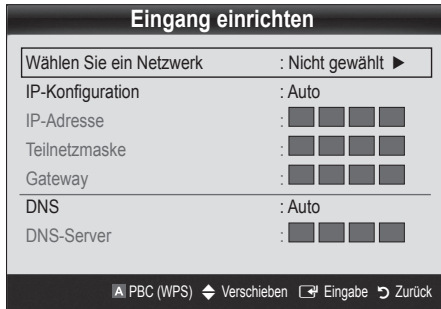 Eingang einrichten
Wählen Sie ein Netzwerk : Nicht gewählt ►
IP-Konfiguration : Auto
IP-Adresse :
Teilnetzmaske :
Gateway :
DNS : Auto
DNS-Server :
A PBC (WPS) Verschieben Eingabe Zurück